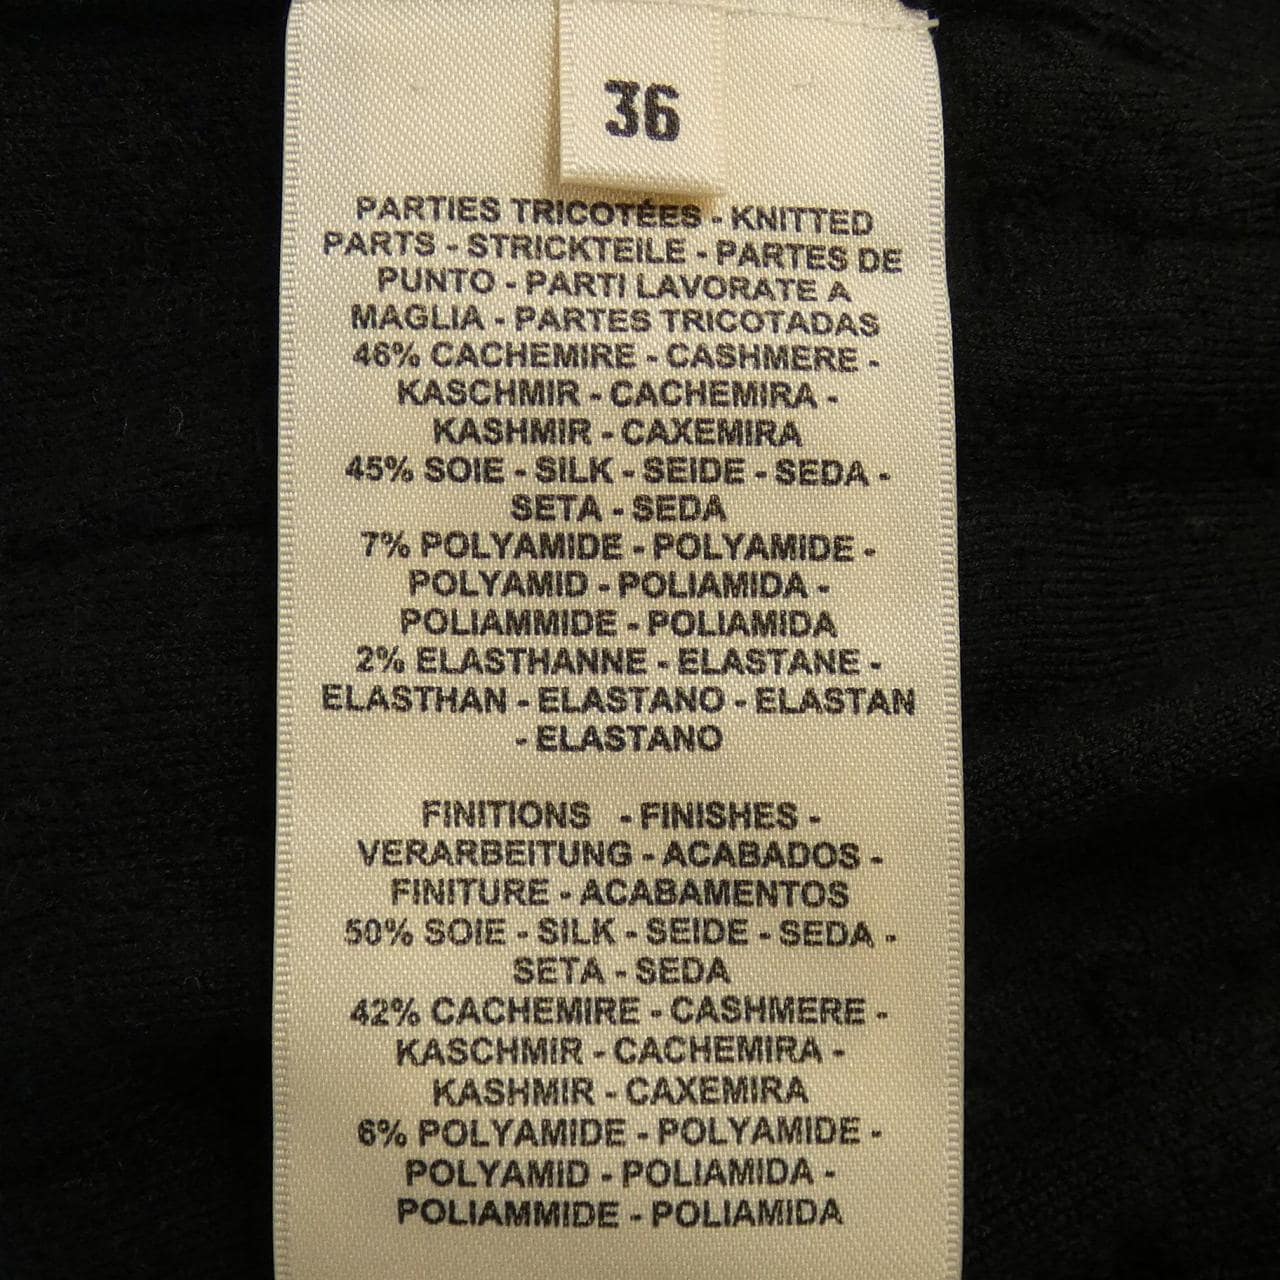 36
PARTIES TRICOTÉES - KNITTED
PARTS - STRICKTEILE - PARTES DE
PUNTO - PARTI LAVORATE A
MAGLIA - PARTES TRICOTADAS
46% CACHEMIRE - CASHMERE -
KASCHMIR - CACHEMIRA -
KASHMIR - CAXEMIRA
45% SOIE - SILK - SEIDE - SEDA -
SETA - SEDA
7% POLYAMIDE - POLYAMIDE -
POLYAMID - POLIAMIDA -
POLIAMMIDE - POLIAMIDA
2% ELASTHANNE - ELASTANE -
ELASTHAN - ELASTANO - ELASTAN
- ELASTANO
FINITIONS - FINISHES -
VERARBEITUNG - ACABADOS -
FINITURE - ACABAMENTOS
50% SOIE - SILK - SEIDE - SEDA -
SETA - SEDA
42% CACHEMIRE - CASHMERE -
KASCHMIR - CACHEMIRA -
KASHMIR - CAXEMIRA
6% POLYAMIDE - POLYAMIDE -
POLYAMID - POLIAMIDA -
POLIAMMIDE - POLIAMIDA